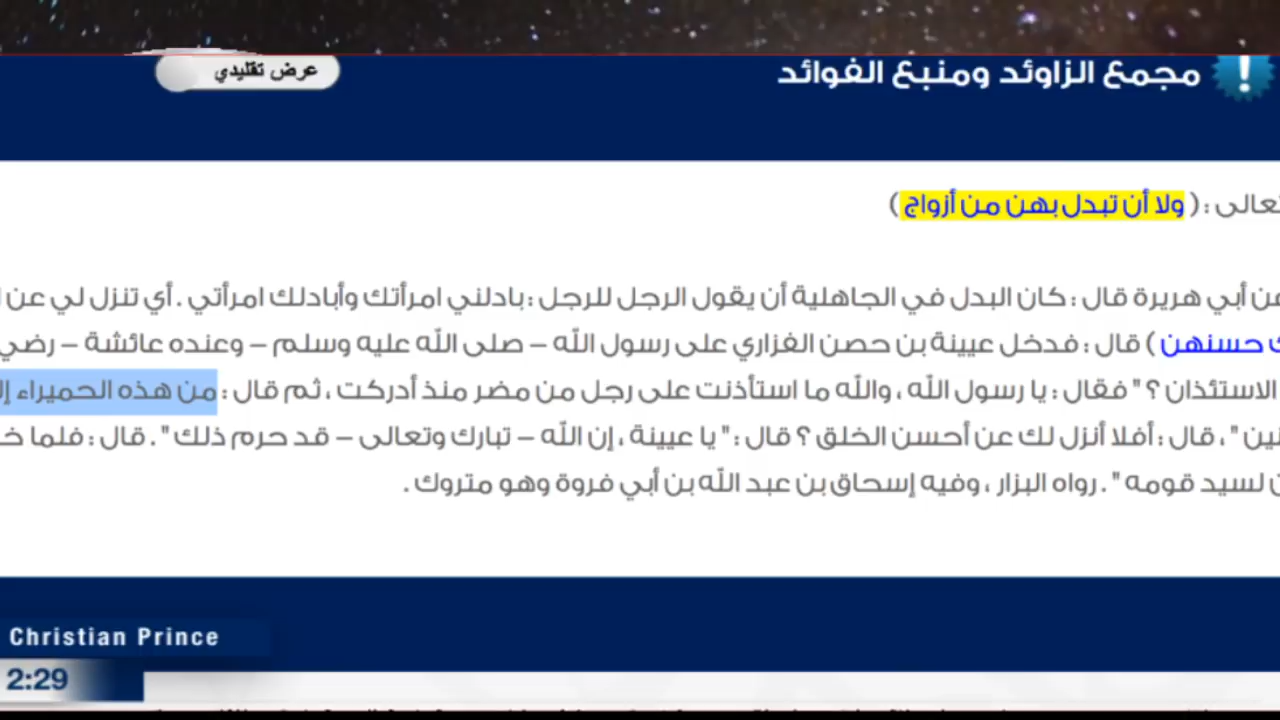 مجمع الزاوئد ومنبع الفوائد
عرض تقليدي
تعالى : ( ولا أن تبدل بهن من أزواج )
عن أبي هريرة قال : كان البدل في الجاهلية أن يقول الرجل للرجل : بادلني امرأتك وأبادلك امرأتي . أي تنزل لي عن
حسنهن ) قال : فدخل عيينة بن حصن الفزاري على رسول الله - صلى الله عليه وسلم - وعنده عائشة - رضي
الاستئذان ؟ " فقال : يا رسول الله ، والله ما استأذنت على رجل من مضر منذ أدركت ، ثم قال : من هذه الحميراء
" ، قال : أفلا أنزل لك عن أحسن الخلق ؟ قال : " يا عيينة ، إن الله - تبارك وتعالى - قد حرم ذلك " . قال : فلما
لسيد قومه " . رواه البزار ، وفيه إسحاق بن عبد الله بن أبي فروة وهو متروك .
Christian Prince
2:29